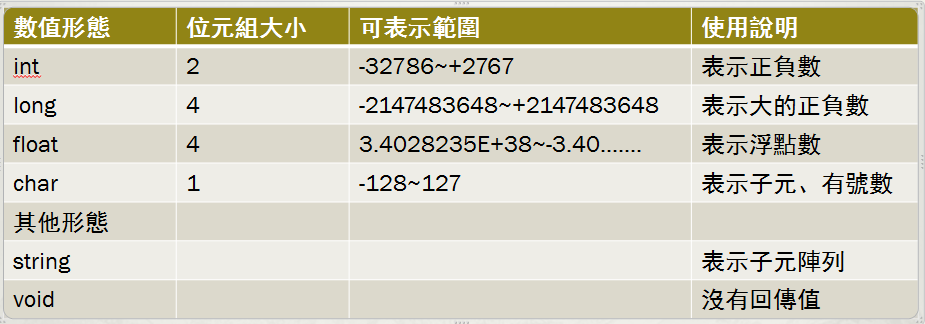 數值形態 位元組大小 可表示範圍 使用說明
int 2 -32786~+2767 表示正負數
long 4 -2147483648~+2147483648 表示大的正負數
float 4 3.4028235E+38~-3.40....... 表示浮點數
char 1 -128~127 表示子元、有號數
其他形態
string 表示子元陣列
void 沒有回傳值